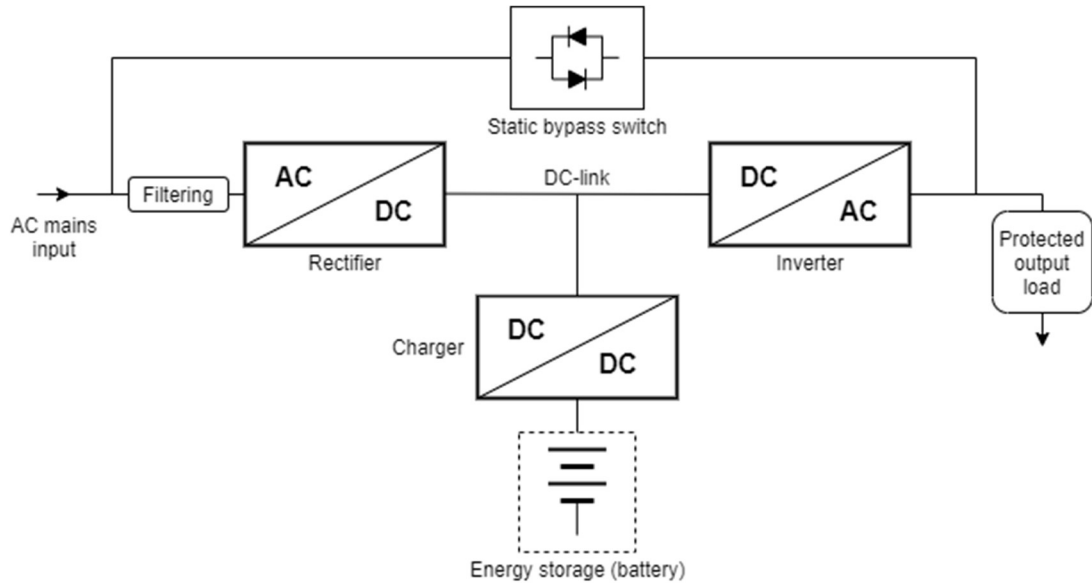 Static bypass switch
AC mains
input
Filtering
AC
DC
Rectifier
DC-link
DC
AC
Inverter
Protected
output
load
Charger
DC
DC
Energy storage (battery)